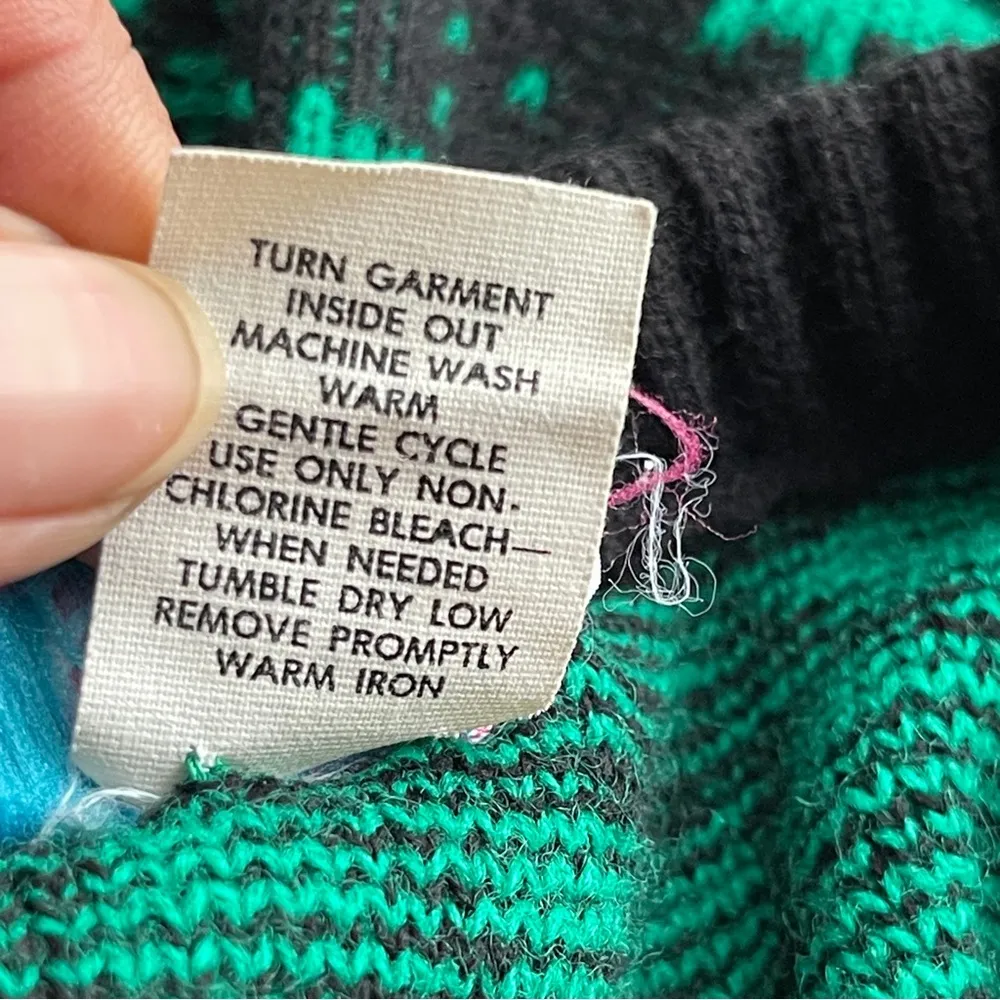 TURN GARMENT
INSIDE OUT
MACHINE WASH
WARM
GENTLE CYCLE
USE ONLY NON-
CHLORINE BLEACH—
WHEN NEEDED
TUMBLE DRY LOW
REMOVE PROMPTLY
WARM IRON